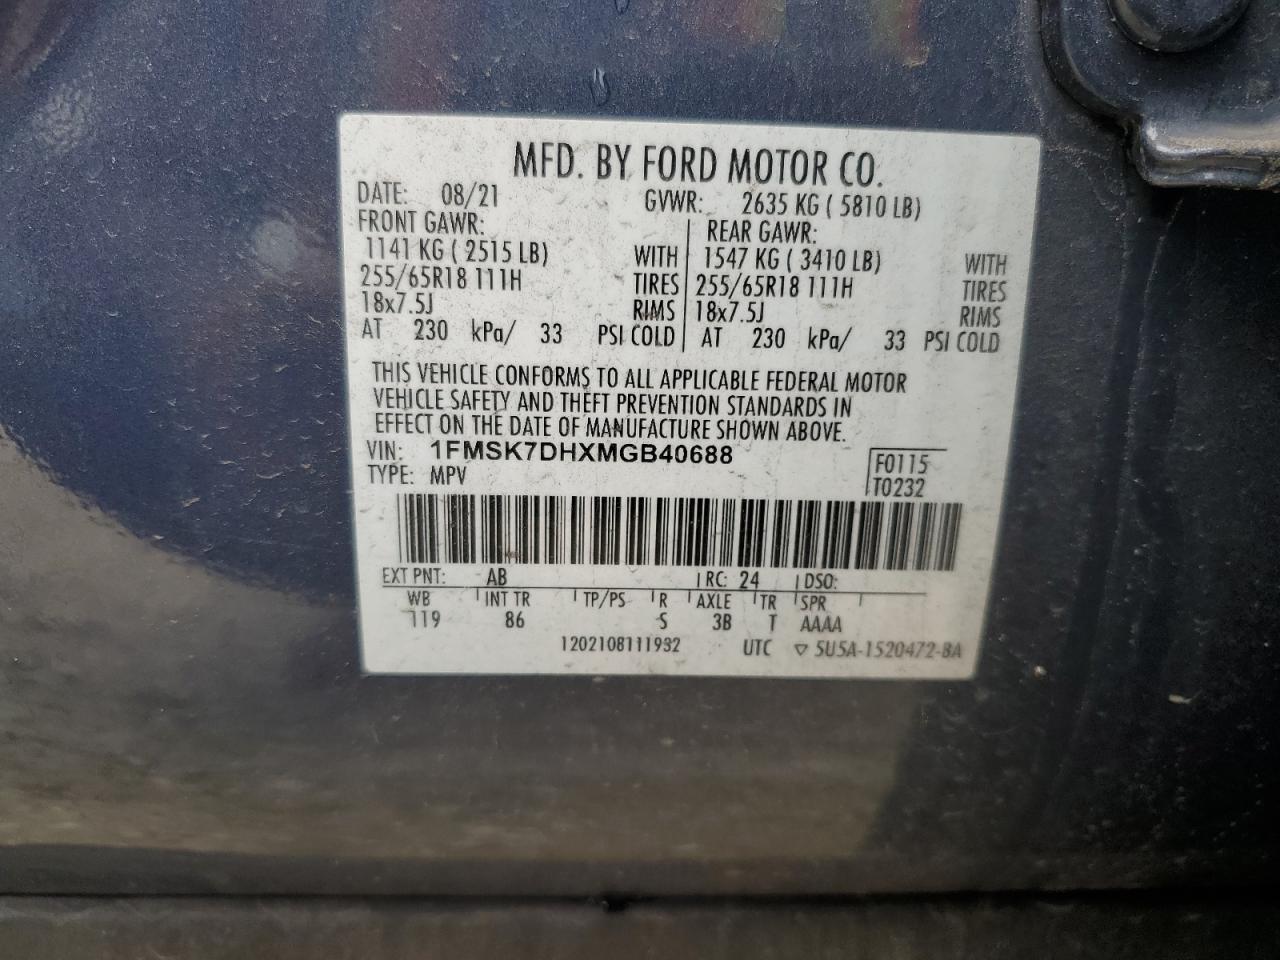 MFD. BY FORD MOTOR CO.
DATE: 08/21 GVWR: 2635 KG ( 5810 LB)
FRONT GAWR: REAR GAWR:
1141 KG ( 2515 LB) WITH 1547 KG ( 3410 LB) WITH
255/65R18 111H TIRES 255/65R18 111H TIRES
18x7.5J RIMS 18x7.5J RIMS
AT 230 kPa/ 33 PSI COLD AT 230 kPa/ 33 PSI COLD
THIS VEHICLE CONFORMS TO ALL APPLICABLE FEDERAL MOTOR
VEHICLE SAFETY AND THEFT PREVENTION STANDARDS IN
EFFECT ON THE DATE OF MANUFACTURE SHOWN ABOVE.
VIN: 1FMSK7DHXMGB40688
TYPE: MPV
F0115
T0232
EXT PNT: AB RC: 24 DSO:
WB INT TR TP/PS R AXLE TR SPR
119 86 S 3B T AAAA
1202108111932 UTC ▽ 5U5A-1520472-BA